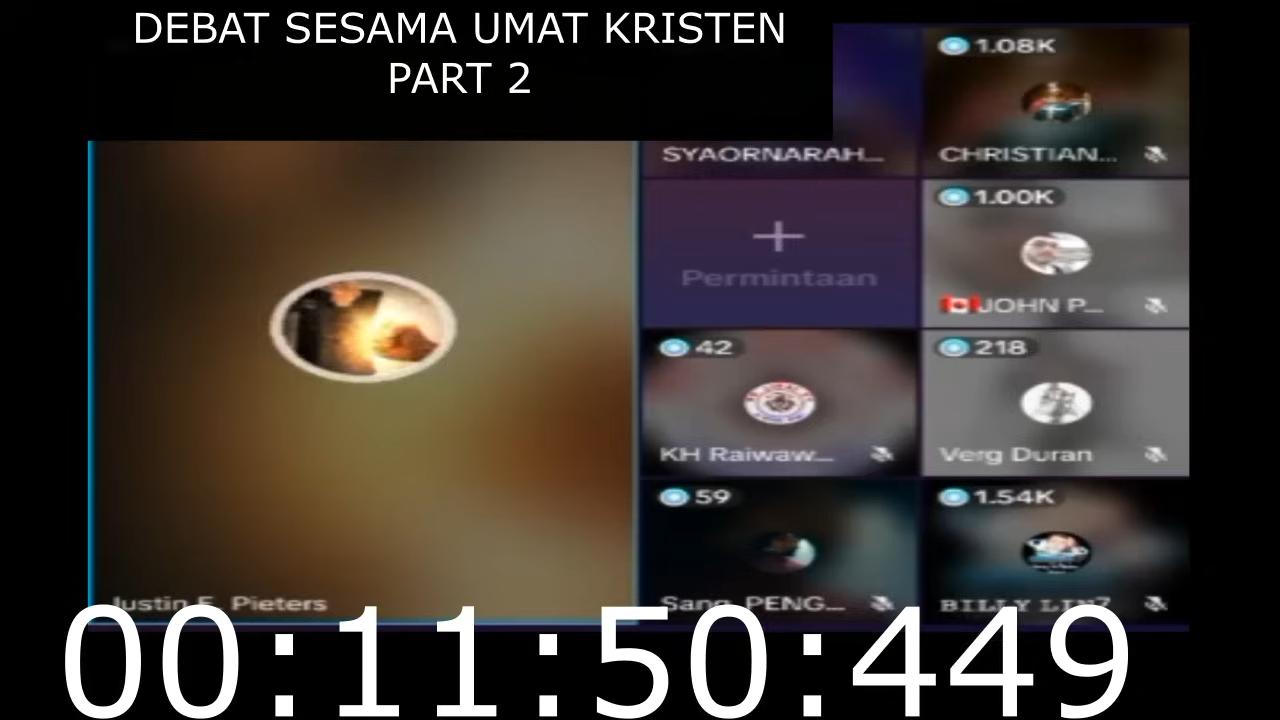 DEBAT SESAMA UMAT KRISTEN
PART 2
1.08K
SYAORNARAH...
CHRISTIAN...
1.00K
Permintaan
JOHN P...
42
218
KH Raiwaw...
Verg Duran
59
1.54K
Justin F. Pieters
Sang PENG...
BILLY LIN7
00:11:50:449